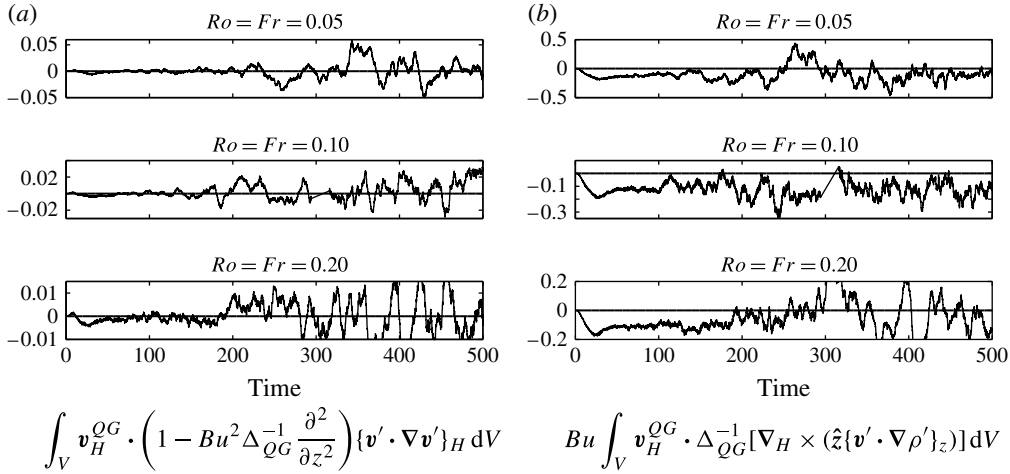 (a)
Ro = Fr = 0.05
0.05
0
−0.05
Ro = Fr = 0.10
0.02
0
−0.02
Ro = Fr = 0.20
0.01
0
−0.01
0 100 200 300 400 500
Time
∫_V v_H^{QG} · (1 − Bu² Δ_{QG}^{−1} ∂²/∂z²) {v′ · ∇v′}_H dV
(b)
Ro = Fr = 0.05
0.5
0
−0.5
Ro = Fr = 0.10
−0.1
−0.3
Ro = Fr = 0.20
0.2
0
−0.2
0 100 200 300 400 500
Time
Bu ∫_V v_H^{QG} · Δ_{QG}^{−1} [∇_H × (ẑ{v′ · ∇ρ′}_z)] dV